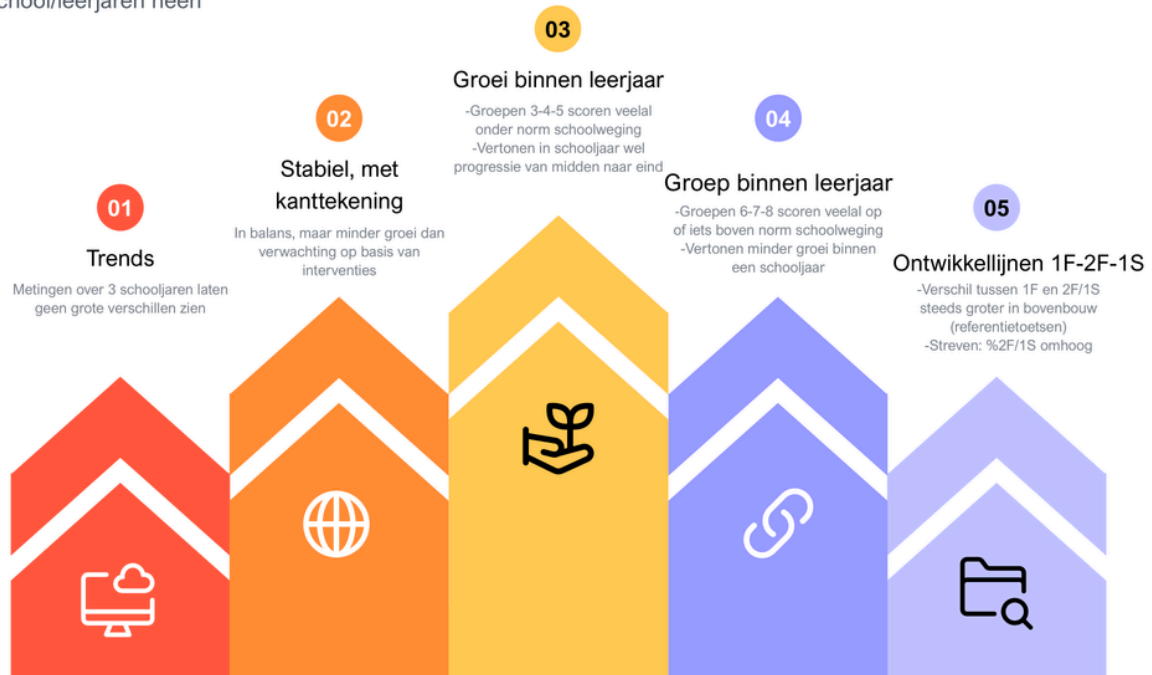 school/leerjaren heen
01
Trends
Metingen over 3 schooljaren laten
geen grote verschillen zien
02
Stabiel, met
kanttekening
In balans, maar minder groei dan
verwachting op basis van
interventies
03
Groei binnen leerjaar
-Groepen 3-4-5 scoren veelal
onder norm schoolweging
-Vertonen in schooljaar wel
progressie van midden naar eind
04
Groep binnen leerjaar
-Groepen 6-7-8 scoren veelal op
of iets boven norm schoolweging
-Vertonen minder groei binnen
een schooljaar
05
Ontwikkellijnen 1F-2F-1S
-Verschil tussen 1F en 2F/1S
steeds groter in bovenbouw
(referentietoetsen)
-Streven: %2F/1S omhoog